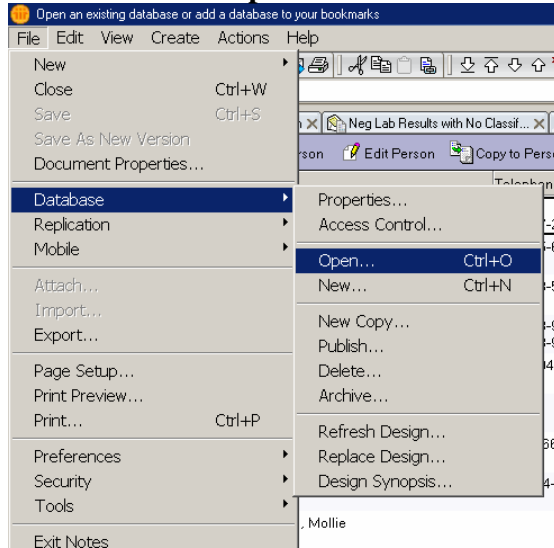 Open an existing database or add a database to your bookmarks
File Edit View Create Actions Help
New
Close Ctrl+W
Save Ctrl+S
Save As New Version
Document Properties...
Database
Replication
Mobile
Attach...
Import...
Export...
Page Setup...
Print Preview...
Print... Ctrl+P
Preferences
Security
Tools
Exit Notes
Neg Lab Results with No Classif...
Edit Person Copy to Pers
Properties...
Access Control...
Open... Ctrl+O
New... Ctrl+N
New Copy...
Publish...
Delete...
Archive...
Refresh Design...
Replace Design...
Design Synopsis...
, Mollie